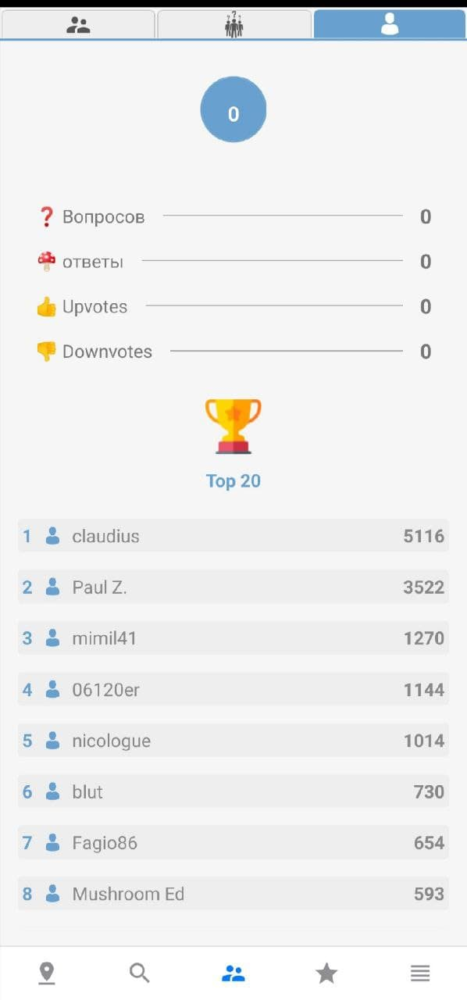 0
Вопросов 0
ответы 0
Upvotes 0
Downvotes 0
Top 20
1 claudius 5116
2 Paul Z. 3522
3 mimil41 1270
4 06120er 1144
5 nicologue 1014
6 blut 730
7 Fagio86 654
8 Mushroom Ed 593